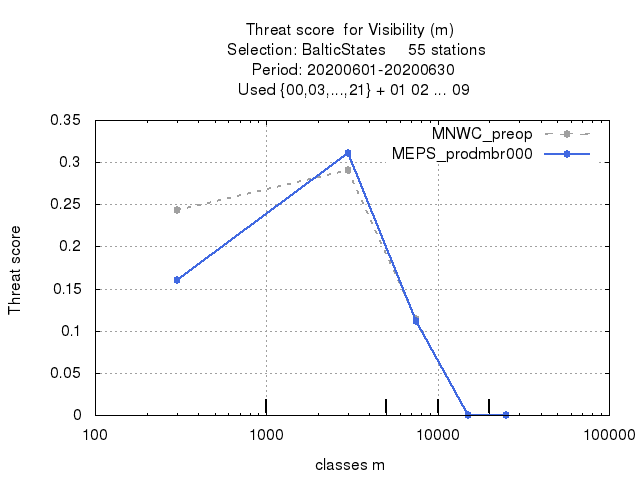 Threat score  for Visibility (m)
Selection: BalticStates     55 stations
Period: 20200601-20200630
Used {00,03,...,21} + 01 02 ... 09
MNWC_preop
MEPS_prodmbr000
Threat score
0.35
0.3
0.25
0.2
0.15
0.1
0.05
0
100 1000 10000 100000
classes m